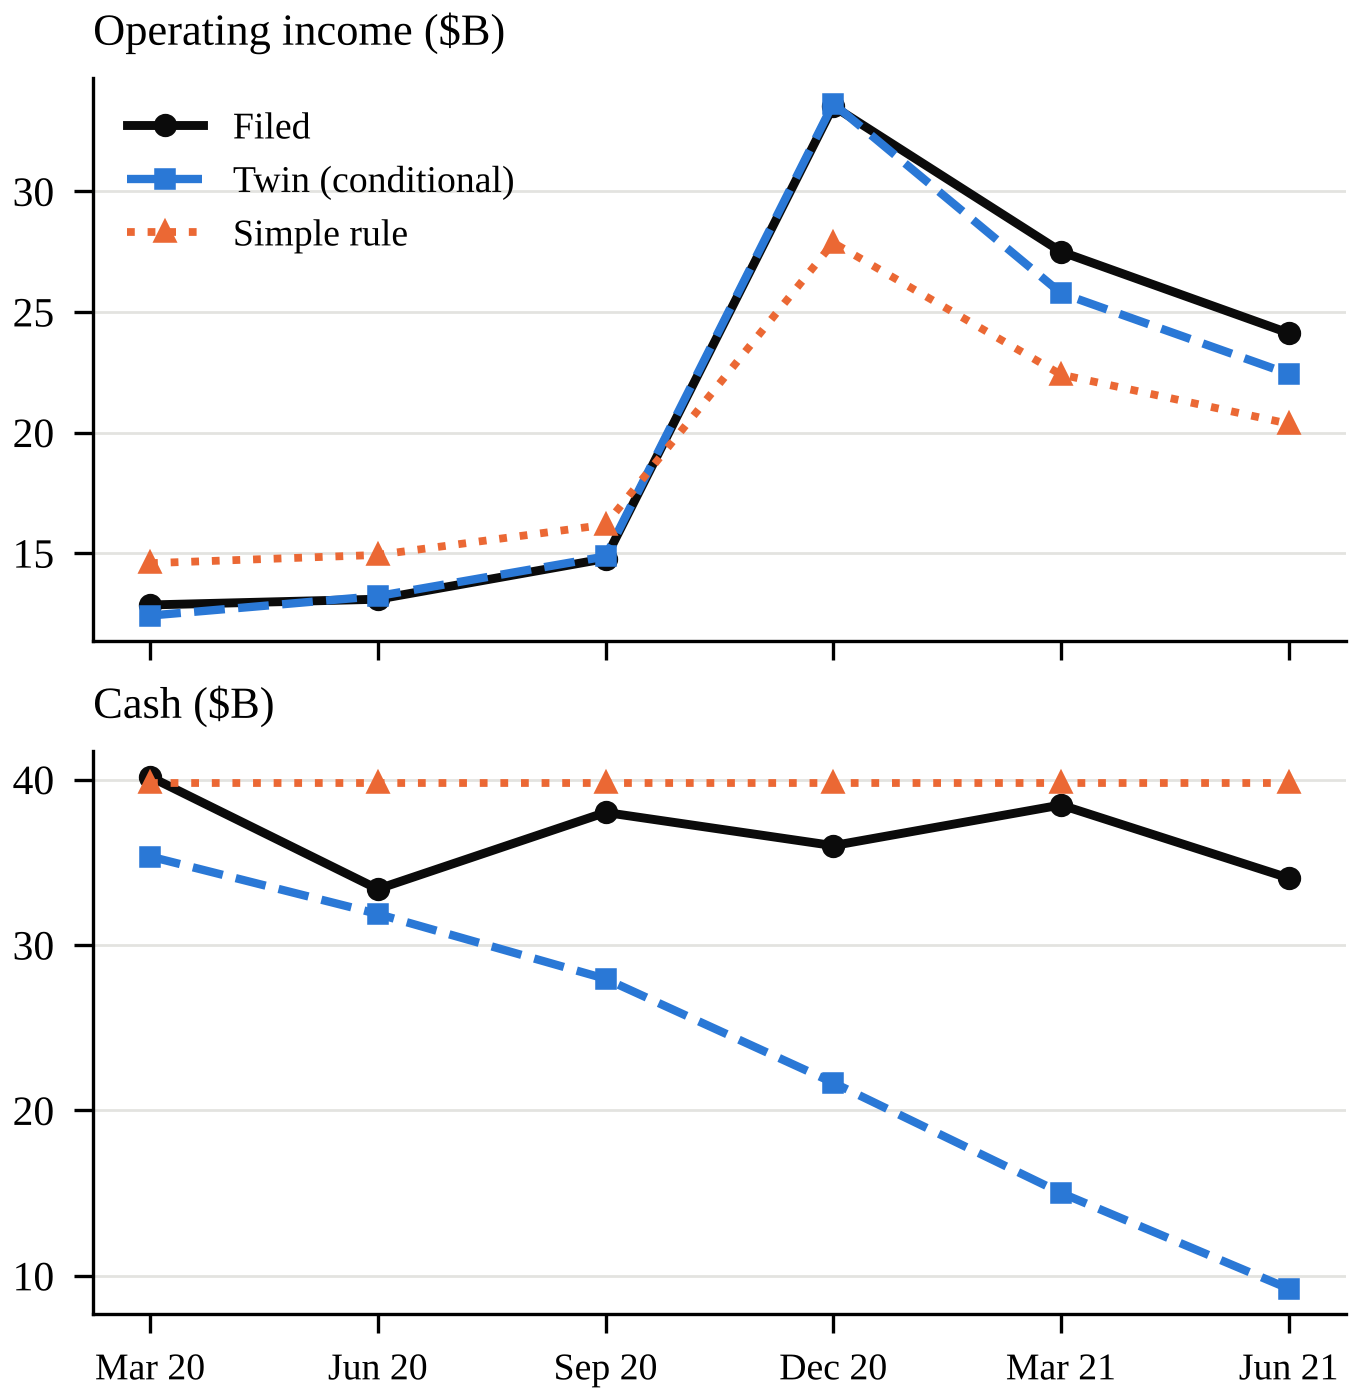 Operating income ($B)
Filed
Twin (conditional)
Simple rule
30
25
20
15
Cash ($B)
40
30
20
10
Mar 20 Jun 20 Sep 20 Dec 20 Mar 21 Jun 21